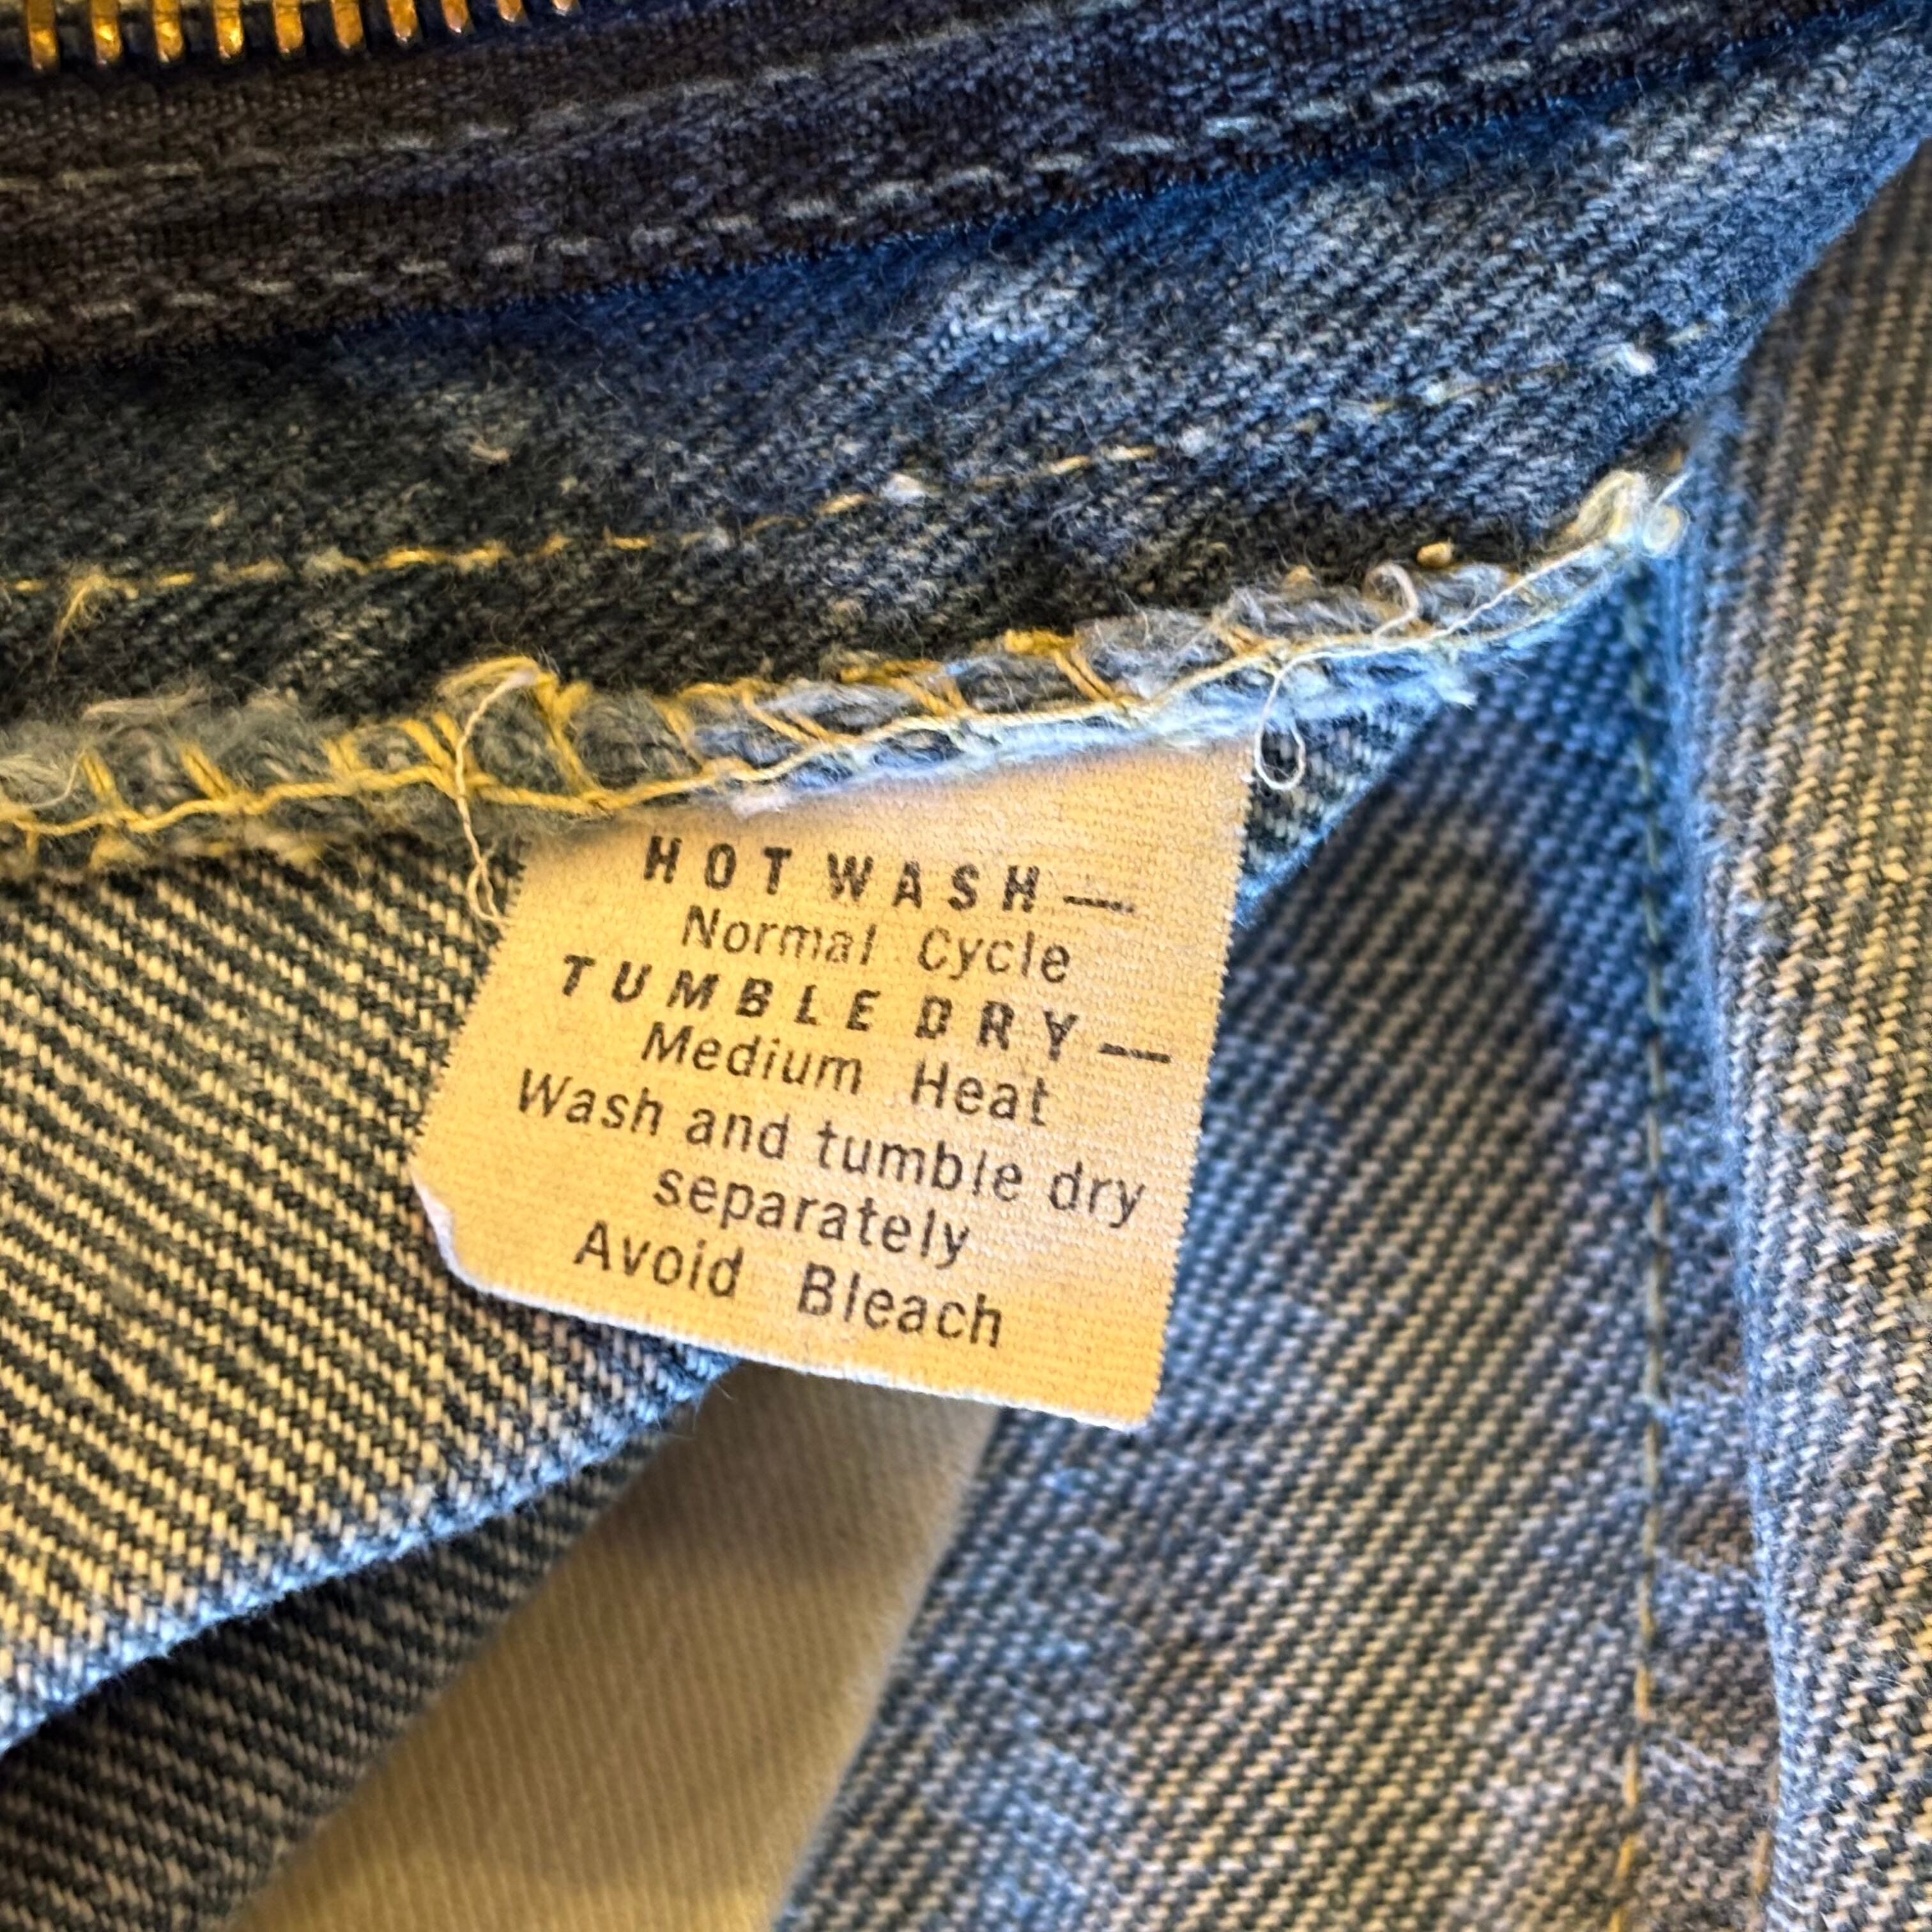 HOT WASH—
Normal Cycle
TUMBLE DRY—
Medium Heat
Wash and tumble dry
separately
Avoid Bleach